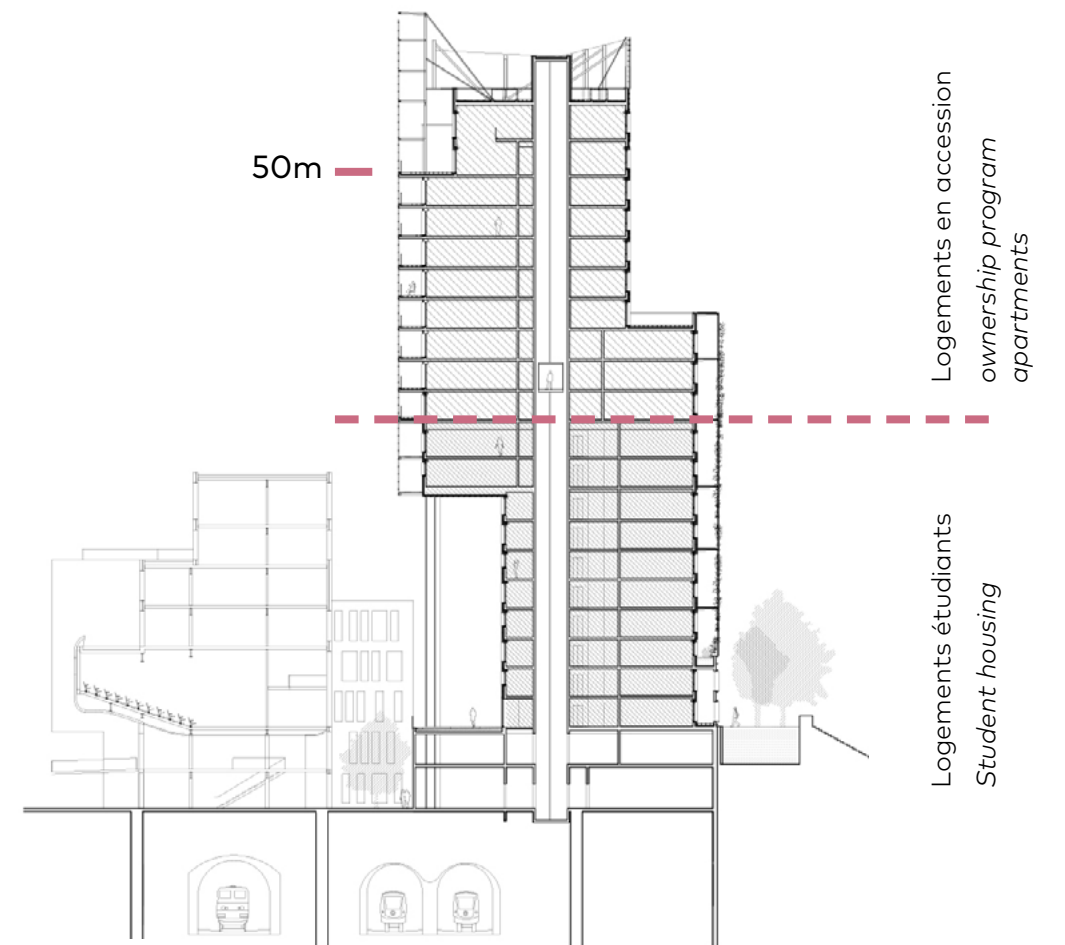 50m
Logements en accession
ownership program
apartments
Logements étudiants
Student housing